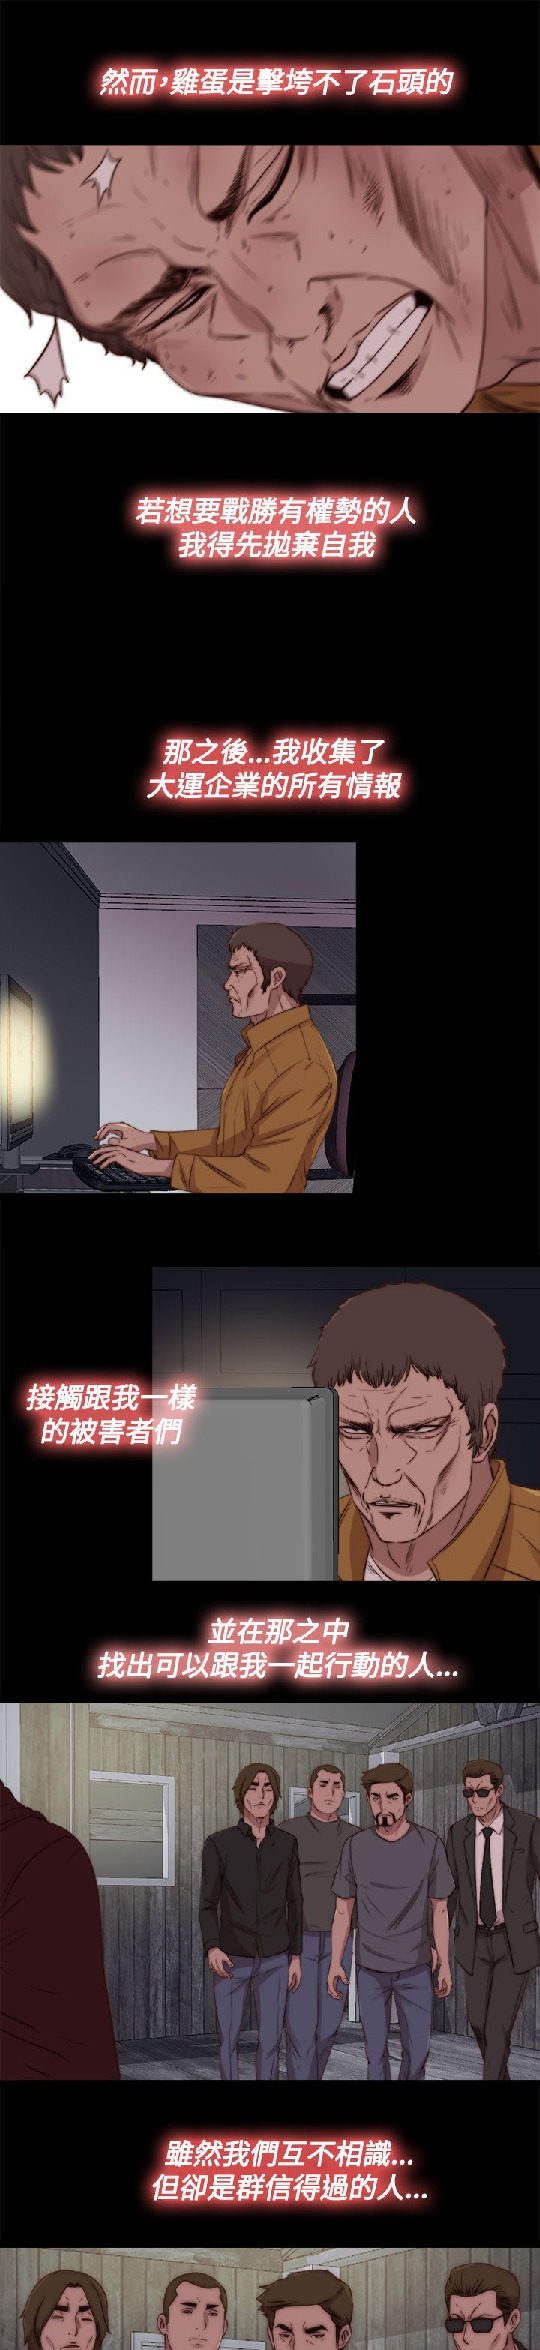 然而，雞蛋是擊垮不了石頭的
若想要戰勝有權勢的人
我得先拋棄自我
那之後...我收集了
大運企業的所有情報
接觸跟我一樣
的被害者們
並在那之中
找出可以跟我一起行動的人...
雖然我們互不相識...
但卻是群信得過的人...